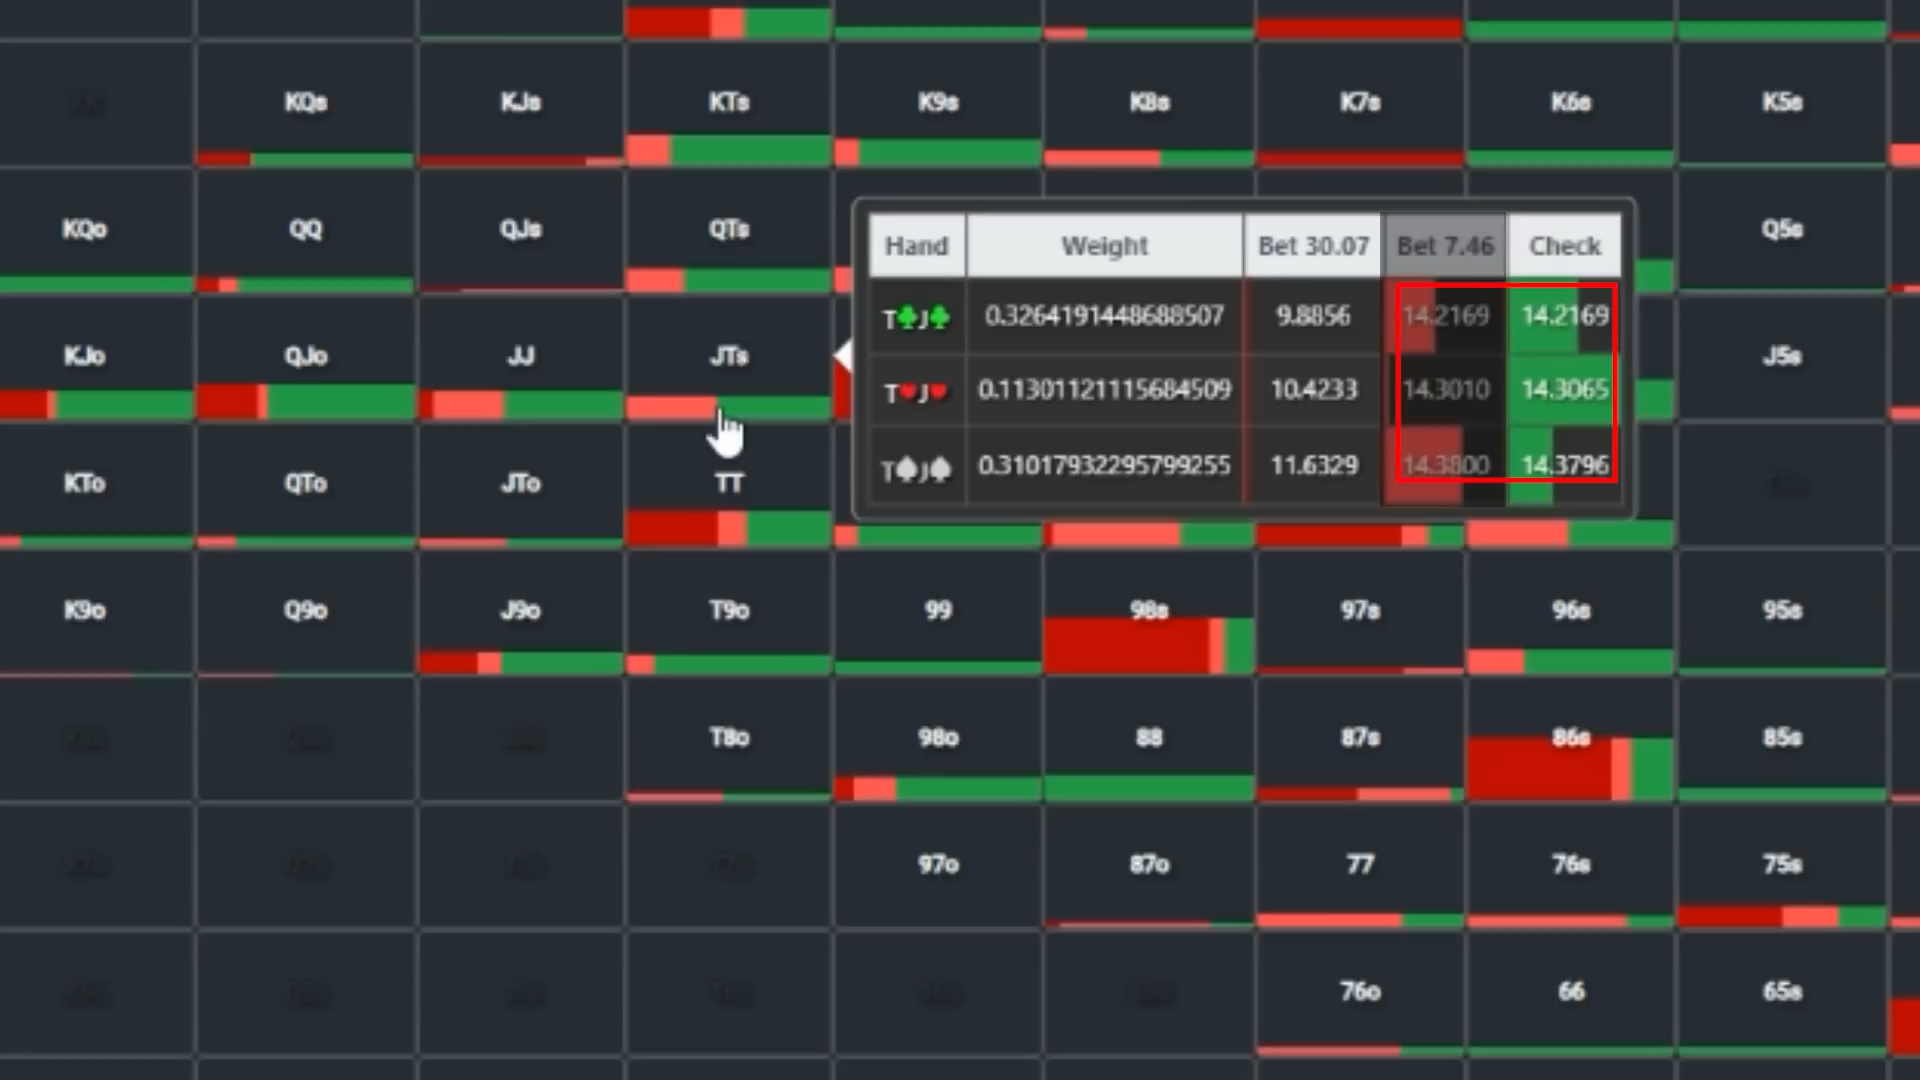 KQs KJs KTs K9s K8s K7s K6s K5s
KQo QQ QJs QTs Q5s
Hand Weight Bet 30.07 Bet 7.46 Check
T♣J♣ 0.3264191448688507 9.8856 14.2169 14.2169
KJo QJo JJ JTs J5s
T♥J♥ 0.11301121115684509 10.4233 14.3010 14.3065
T♠J♠ 0.31017932295799255 11.6329 14.3800 14.3796
KTo QTo JTo TT
K9o Q9o J9o T9o 99 98s 97s 96s 95s
T8o 98o 88 87s 86s 85s
97o 87o 77 76s 75s
76o 66 65s